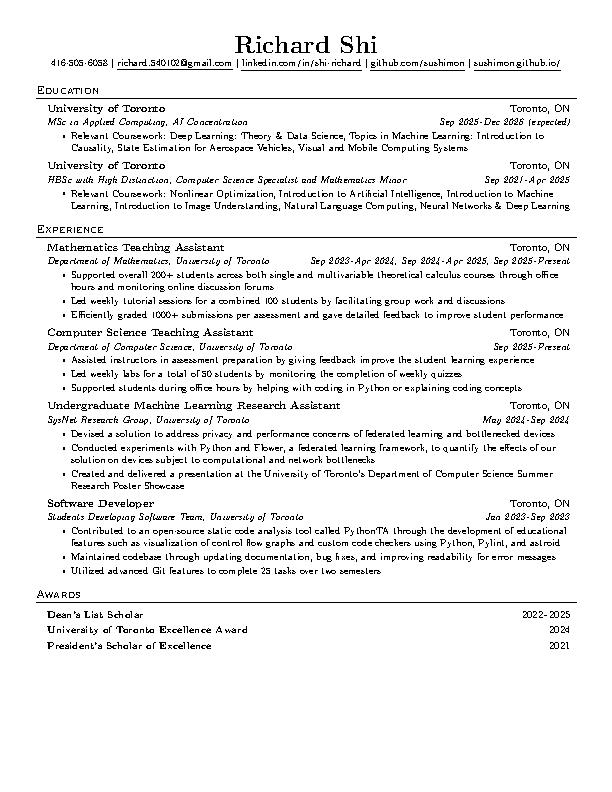 Richard Shi
416-505-6058 | richard.540102@gmail.com | linkedin.com/in/shi-richard | github.com/sushimon | sushimon.github.io/
Education
University of Toronto Toronto, ON
MSc in Applied Computing, AI Concentration Sep 2025-Dec 2026 (expected)
• Relevant Coursework: Deep Learning: Theory & Data Science, Topics in Machine Learning: Introduction to
Causality, State Estimation for Aerospace Vehicles, Visual and Mobile Computing Systems
University of Toronto Toronto, ON
HBSc with High Distinction, Computer Science Specialist and Mathematics Minor Sep 2021-Apr 2025
• Relevant Coursework: Nonlinear Optimization, Introduction to Artificial Intelligence, Introduction to Machine
Learning, Introduction to Image Understanding, Natural Language Computing, Neural Networks & Deep Learning
Experience
Mathematics Teaching Assistant Toronto, ON
Department of Mathematics, University of Toronto Sep 2023-Apr 2024, Sep 2024-Apr 2025, Sep 2025-Present
• Supported overall 200+ students across both single and multivariable theoretical calculus courses through office
hours and monitoring online discussion forums
• Led weekly tutorial sessions for a combined 100 students by facilitating group work and discussions
• Efficiently graded 1000+ submissions per assessment and gave detailed feedback to improve student performance
Computer Science Teaching Assistant Toronto, ON
Department of Computer Science, University of Toronto Sep 2025-Present
• Assisted instructors in assessment preparation by giving feedback improve the student learning experience
• Led weekly labs for a total of 50 students by monitoring the completion of weekly quizzes
• Supported students during office hours by helping with coding in Python or explaining coding concepts
Undergraduate Machine Learning Research Assistant Toronto, ON
SysNet Research Group, University of Toronto May 2024-Sep 2024
• Devised a solution to address privacy and performance concerns of federated learning and bottlenecked devices
• Conducted experiments with Python and Flower, a federated learning framework, to quantify the effects of our
solution on devices subject to computational and network bottlenecks
• Created and delivered a presentation at the University of Toronto's Department of Computer Science Summer
Research Poster Showcase
Software Developer Toronto, ON
Students Developing Software Team, University of Toronto Jan 2023-Sep 2023
• Contributed to an open-source static code analysis tool called PythonTA through the development of educational
features such as visualization of control flow graphs and custom code checkers using Python, Pylint, and astroid
• Maintained codebase through updating documentation, bug fixes, and improving readability for error messages
• Utilized advanced Git features to complete 25 tasks over two semesters
Awards
Dean's List Scholar 2022-2025
University of Toronto Excellence Award 2024
President's Scholar of Excellence 2021